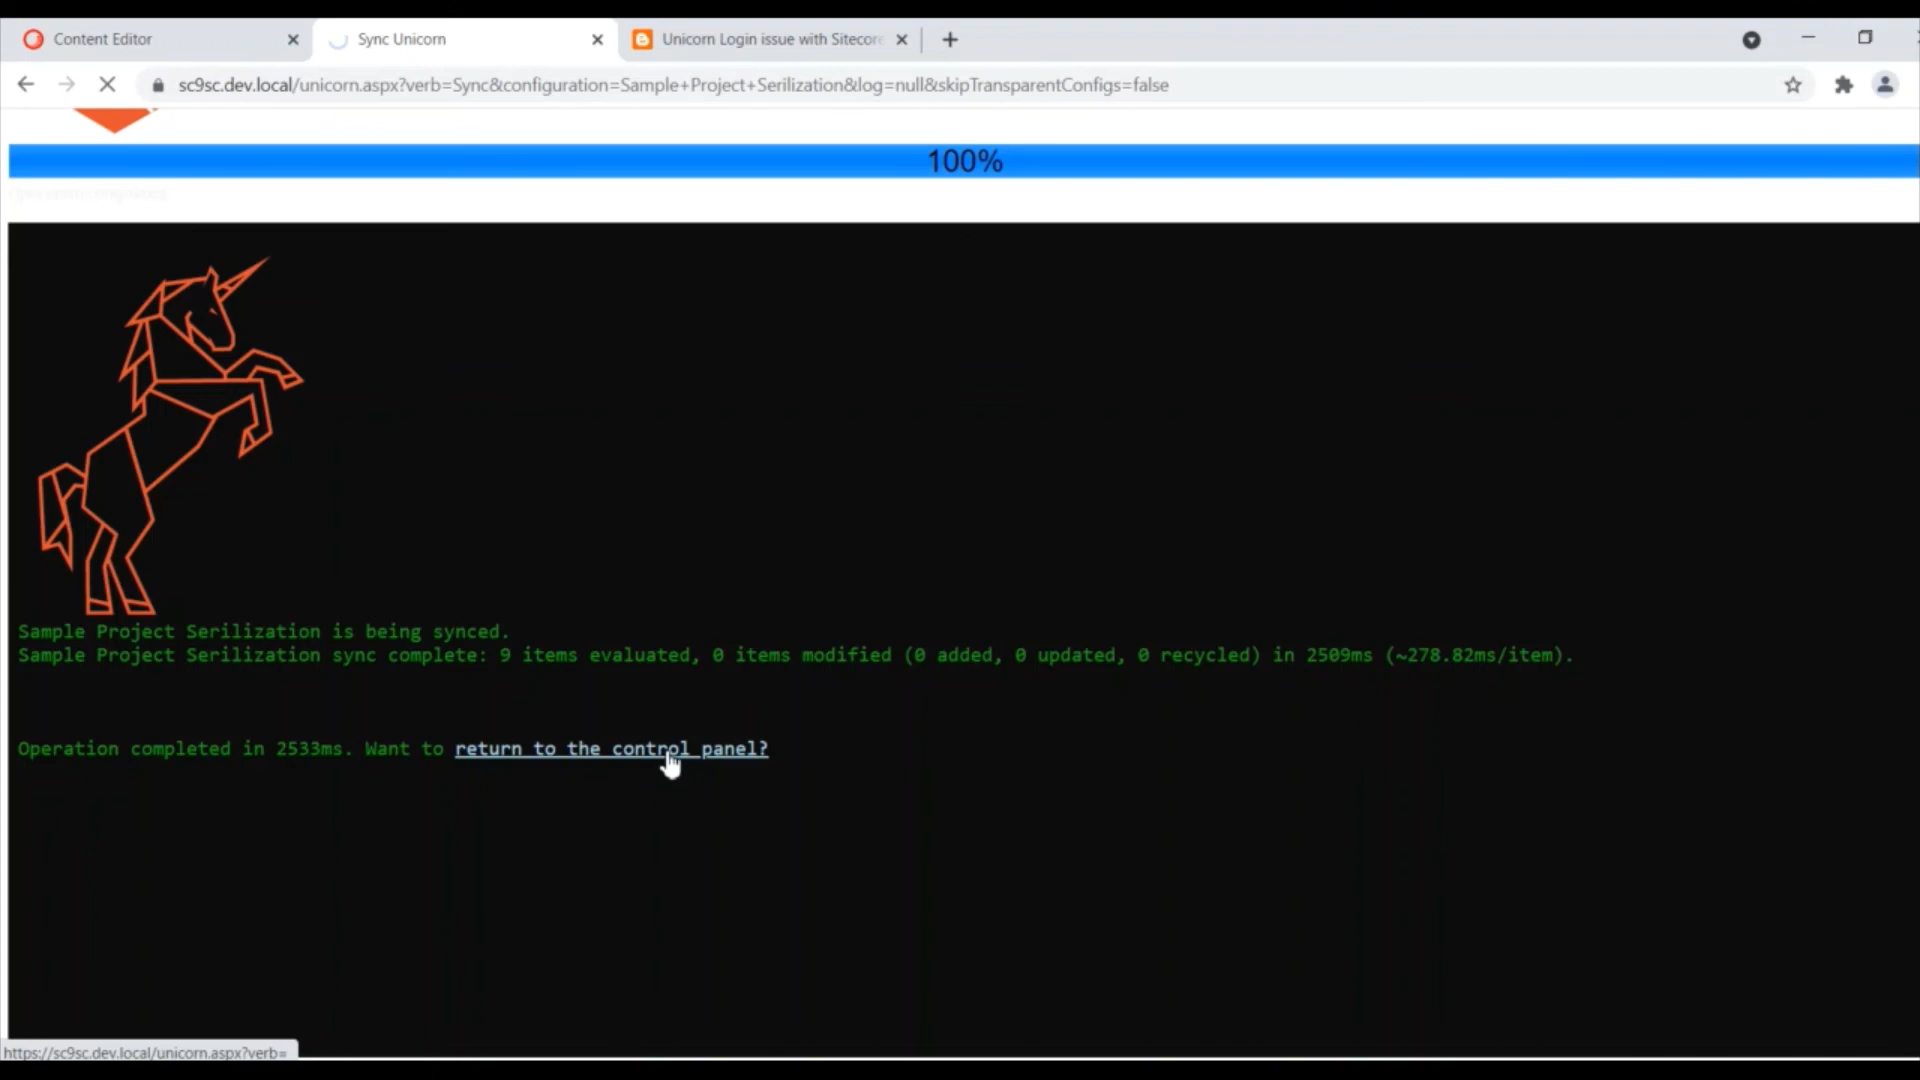 Content Editor
Sync Unicorn
Unicorn Login issue with Sitecore
sc9sc.dev.local/unicorn.aspx?verb=Sync&configuration=Sample+Project+Serilization&log=null&skipTransparentConfigs=false
100%
Sample Project Serilization is being synced.
Sample Project Serilization sync complete: 9 items evaluated, 0 items modified (0 added, 0 updated, 0 recycled) in 2509ms (~278.82ms/item).
Operation completed in 2533ms. Want to return to the control panel?
https://sc9sc.dev.local/unicorn.aspx?verb=